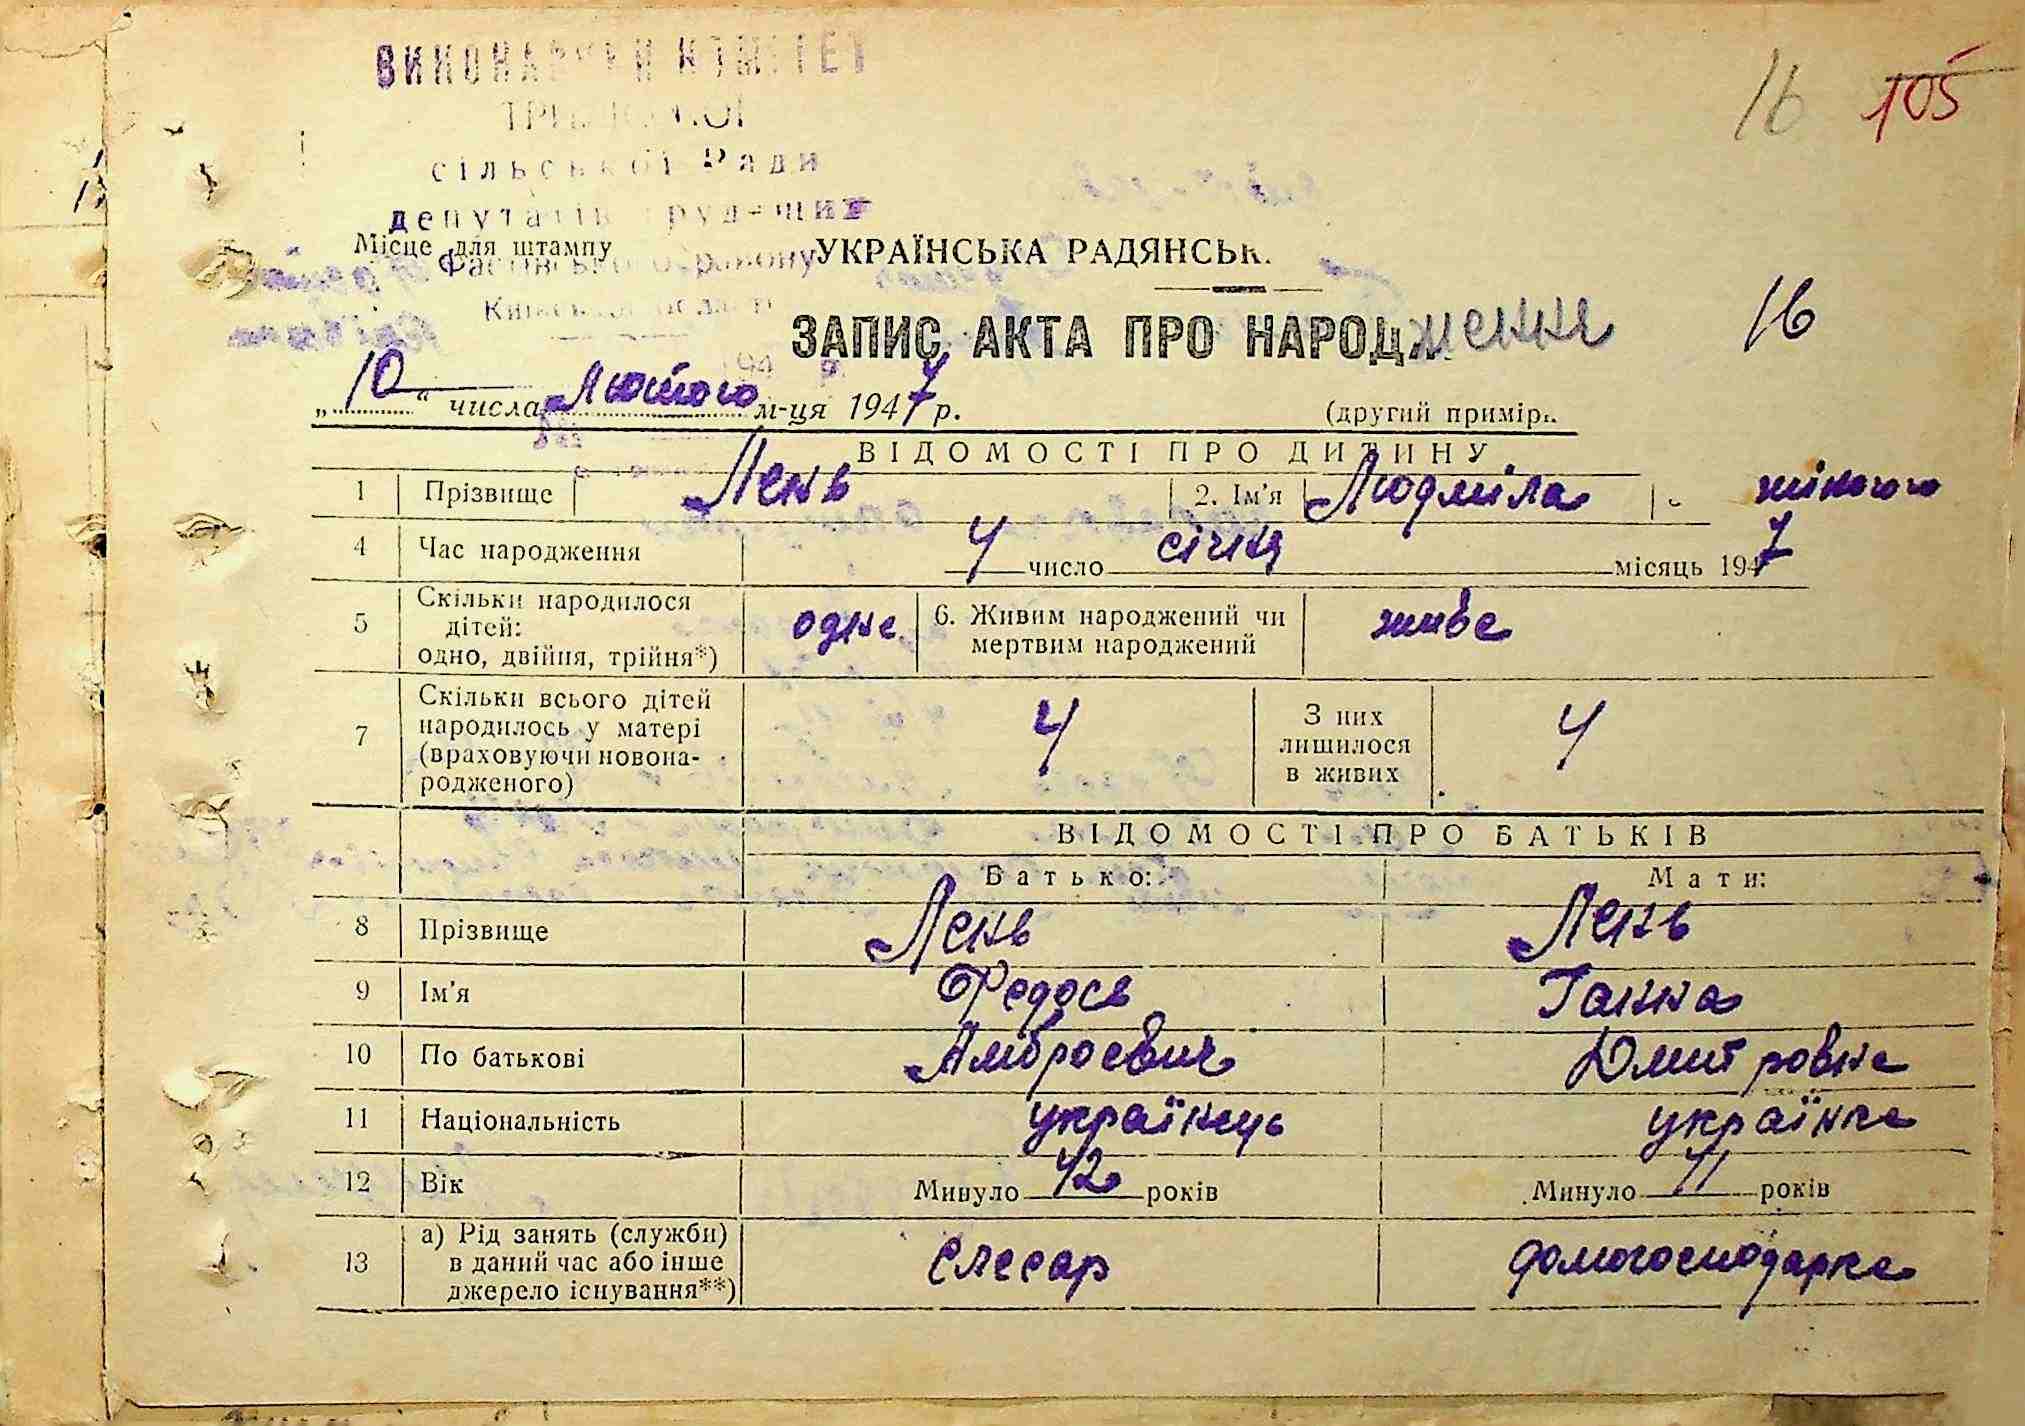 ВИКОНАВЧИЙ КОМІТЕТ
сільської Ради
депутатів трудящих
Місце для штампу
Фастівського району
Київської області
16 105
УКРАЇНСЬКА РАДЯНСЬК
ЗАПИС АКТА ПРО НАРОДження 16
„10“ числа Лютого м-ця 1947 р.
(другий примірн
ВІДОМОСТІ ПРО ДИТИНУ
1 Прізвище Лень 2. Ім'я Людміла жіночого
4 Час народження 4 число січня місяць 1947
5 Скільки народилося дітей: одно, двійня, трійня*) одне 6. Живим народжений чи мертвим народжений живе
7 Скільки всього дітей народилось у матері (враховуючи новонародженого) 4 З них лишилося в живих 4
ВІДОМОСТІ ПРО БАТЬКІВ
Батько: Мати:
8 Прізвище Лень Лень
9 Ім'я Федось Ганна
10 По батькові Амброєвич Дмитровна
11 Національність українець українка
12 Вік Минуло 42 років Минуло 41 років
13 а) Рід занять (служби) в даний час або інше джерело існування**) слесар домогосподарка